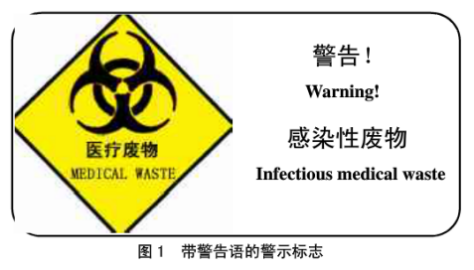 医疗废物
MEDICAL WASTE
警告！
Warning!
感染性废物
Infectious medical waste
图 1　带警告语的警示标志